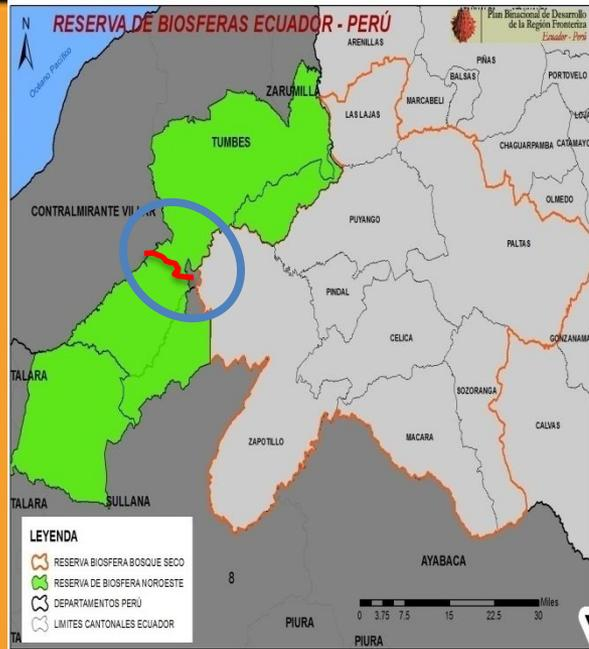 N
RESERVA DE BIOSFERAS ECUADOR - PERÚ
Plan Binacional de Desarrollo
de la Región Fronteriza
Ecuador - Perú
Océano Pacífico
ARENILLAS
PIÑAS
BALSAS
PORTOVELO
ZARUMILLA
LAS LAJAS
MARCABELI
TUMBES
CHAGUARPAMBA
CATAMAYO
OLMEDO
CONTRALMIRANTE VILLAR
PUYANGO
PALTAS
PINDAL
GONZANAMA
CELICA
TALARA
SOZORANGA
CALVAS
ZAPOTILLO
MACARA
TALARA
SULLANA
LEYENDA
RESERVA BIOSFERA BOSQUE SECO
RESERVA DE BIOSFERA NOROESTE
DEPARTAMENTOS PERÚ
LIMITES CANTONALES ECUADOR
AYABACA
8
Miles
0 3.75 7.5 15 22.5 30
PIURA
PIURA